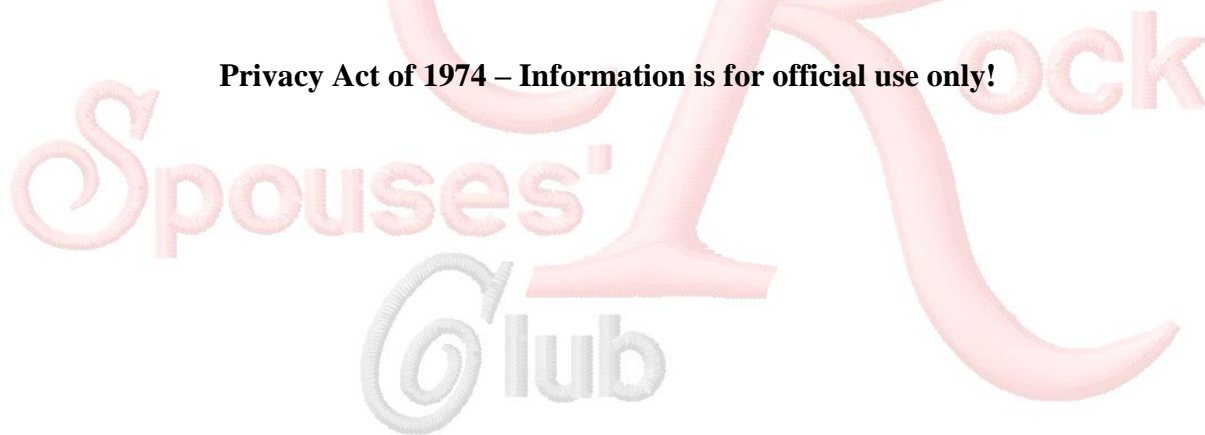 Privacy Act of 1974 – Information is for official use only!
Rock
Spouses'
Club